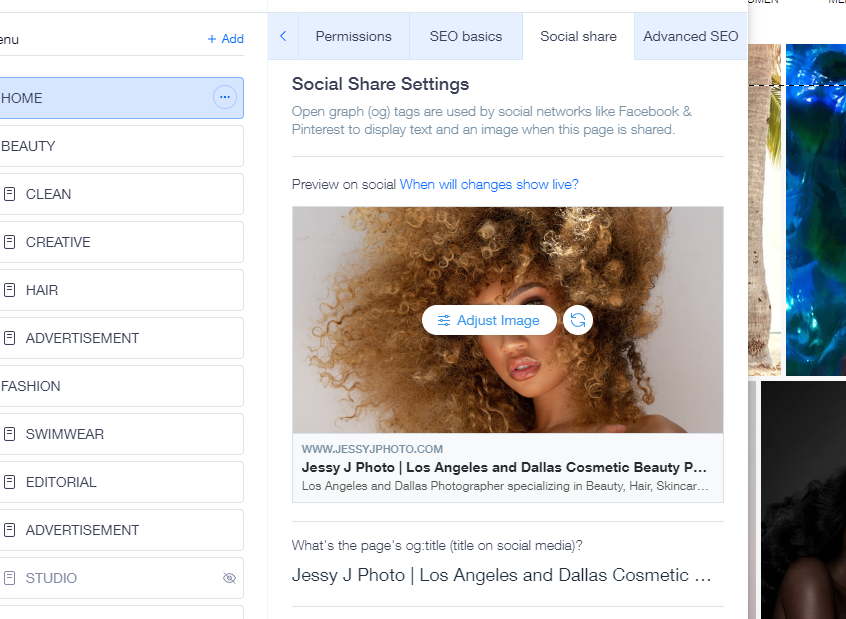 + Add
Permissions
SEO basics
Social share
Advanced SEO
HOME
BEAUTY
CLEAN
CREATIVE
HAIR
ADVERTISEMENT
FASHION
SWIMWEAR
EDITORIAL
ADVERTISEMENT
STUDIO
Social Share Settings
Open graph (og) tags are used by social networks like Facebook &
Pinterest to display text and an image when this page is shared.
Preview on social When will changes show live?
Adjust Image
WWW.JESSYJPHOTO.COM
Jessy J Photo | Los Angeles and Dallas Cosmetic Beauty P...
Los Angeles and Dallas Photographer specializing in Beauty, Hair, Skincar...
What's the page's og:title (title on social media)?
Jessy J Photo | Los Angeles and Dallas Cosmetic ...